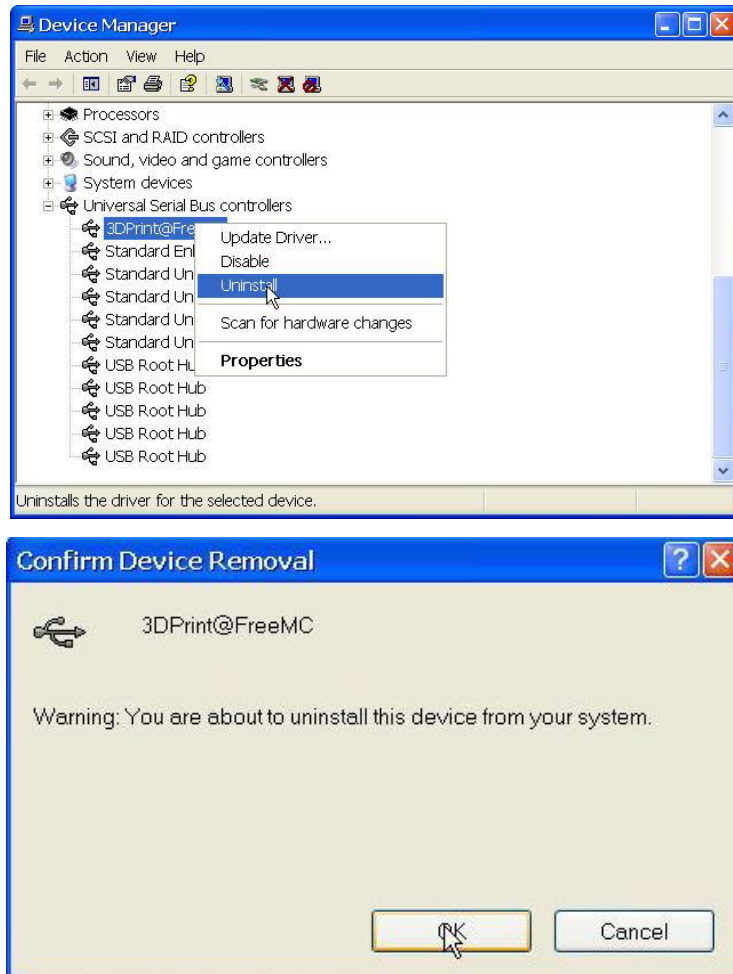 Device Manager
File Action View Help
Processors
SCSI and RAID controllers
Sound, video and game controllers
System devices
Universal Serial Bus controllers
3DPrint@Fre
Standard En
Standard Un
Standard Un
Standard Un
Standard Un
USB Root Hu
USB Root Hub
USB Root Hub
USB Root Hub
USB Root Hub
Update Driver...
Disable
Uninstall
Scan for hardware changes
Properties
Uninstalls the driver for the selected device.
Confirm Device Removal
3DPrint@FreeMC
Warning: You are about to uninstall this device from your system.
OK Cancel